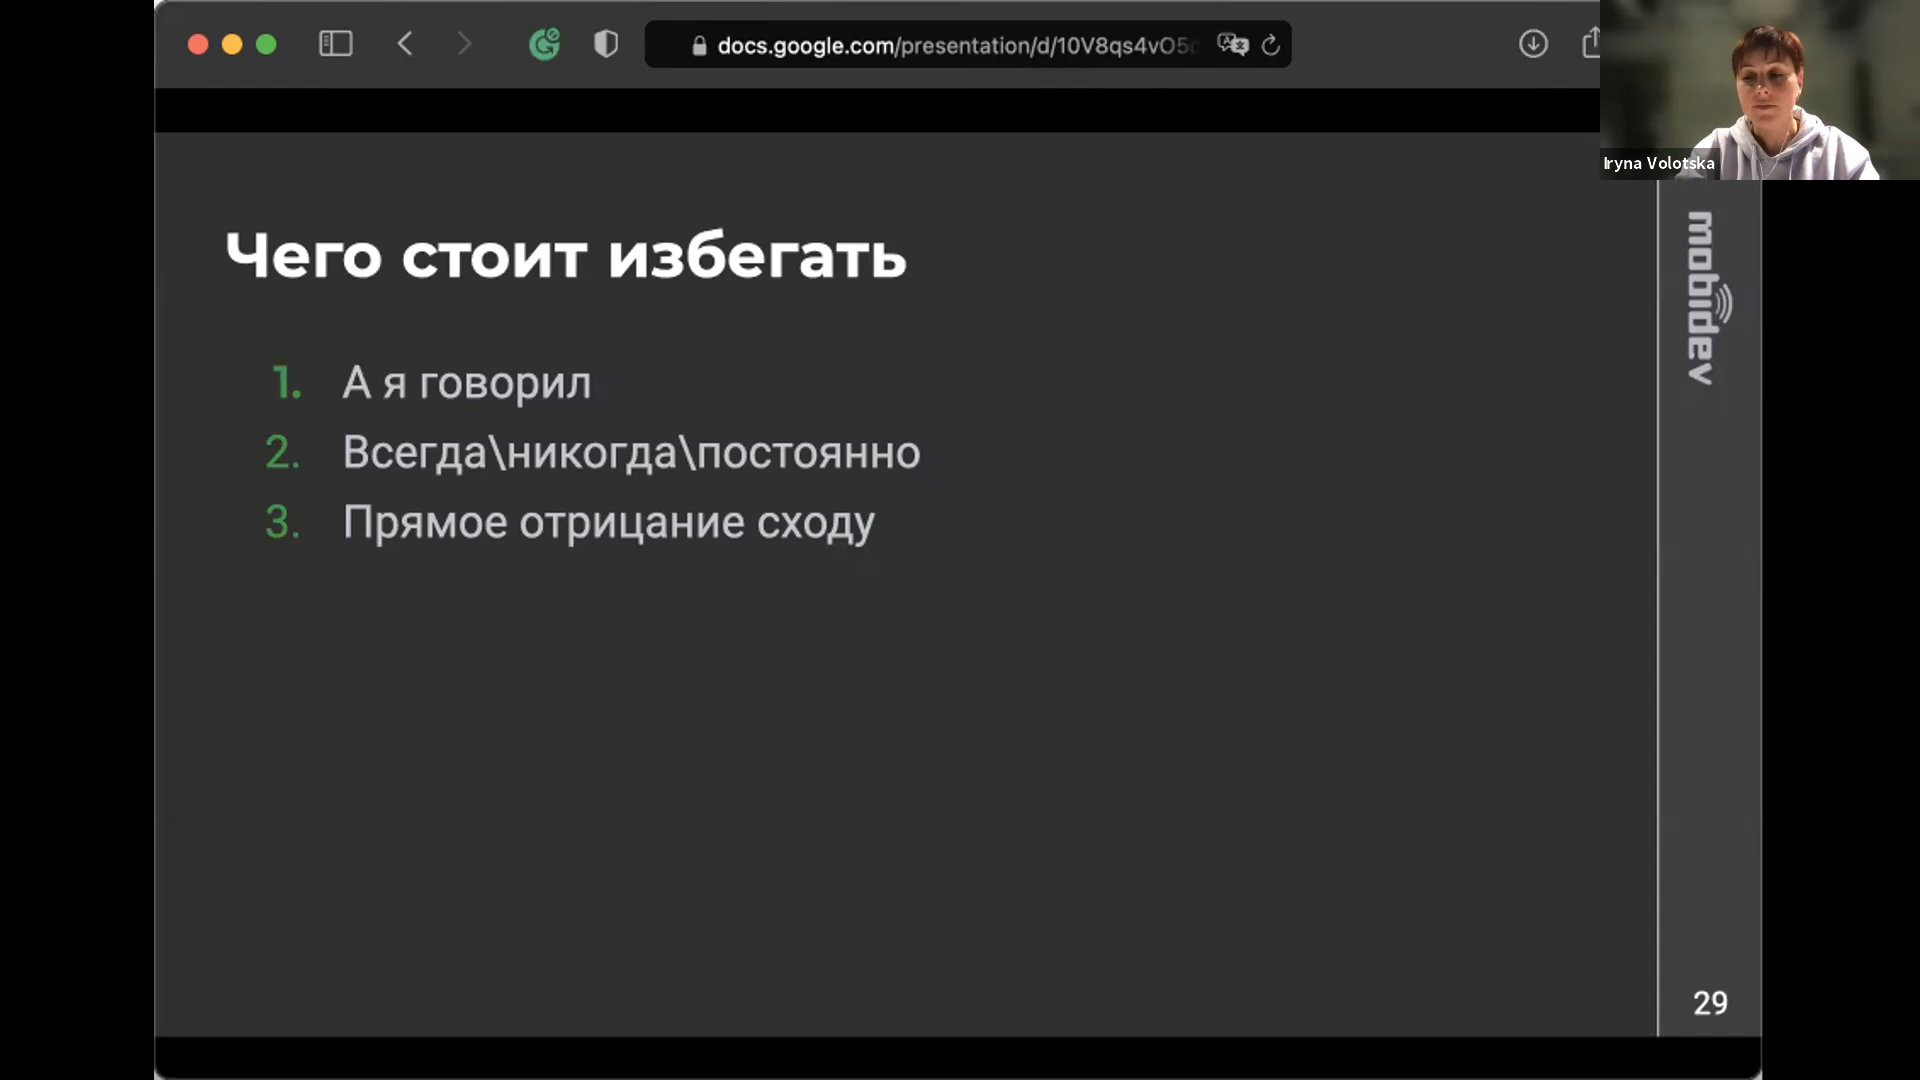 docs.google.com/presentation/d/10V8qs4vO5
Iryna Volotska
mobidev
Чего стоит избегать
1. А я говорил
2. Всегда\никогда\постоянно
3. Прямое отрицание сходу
29